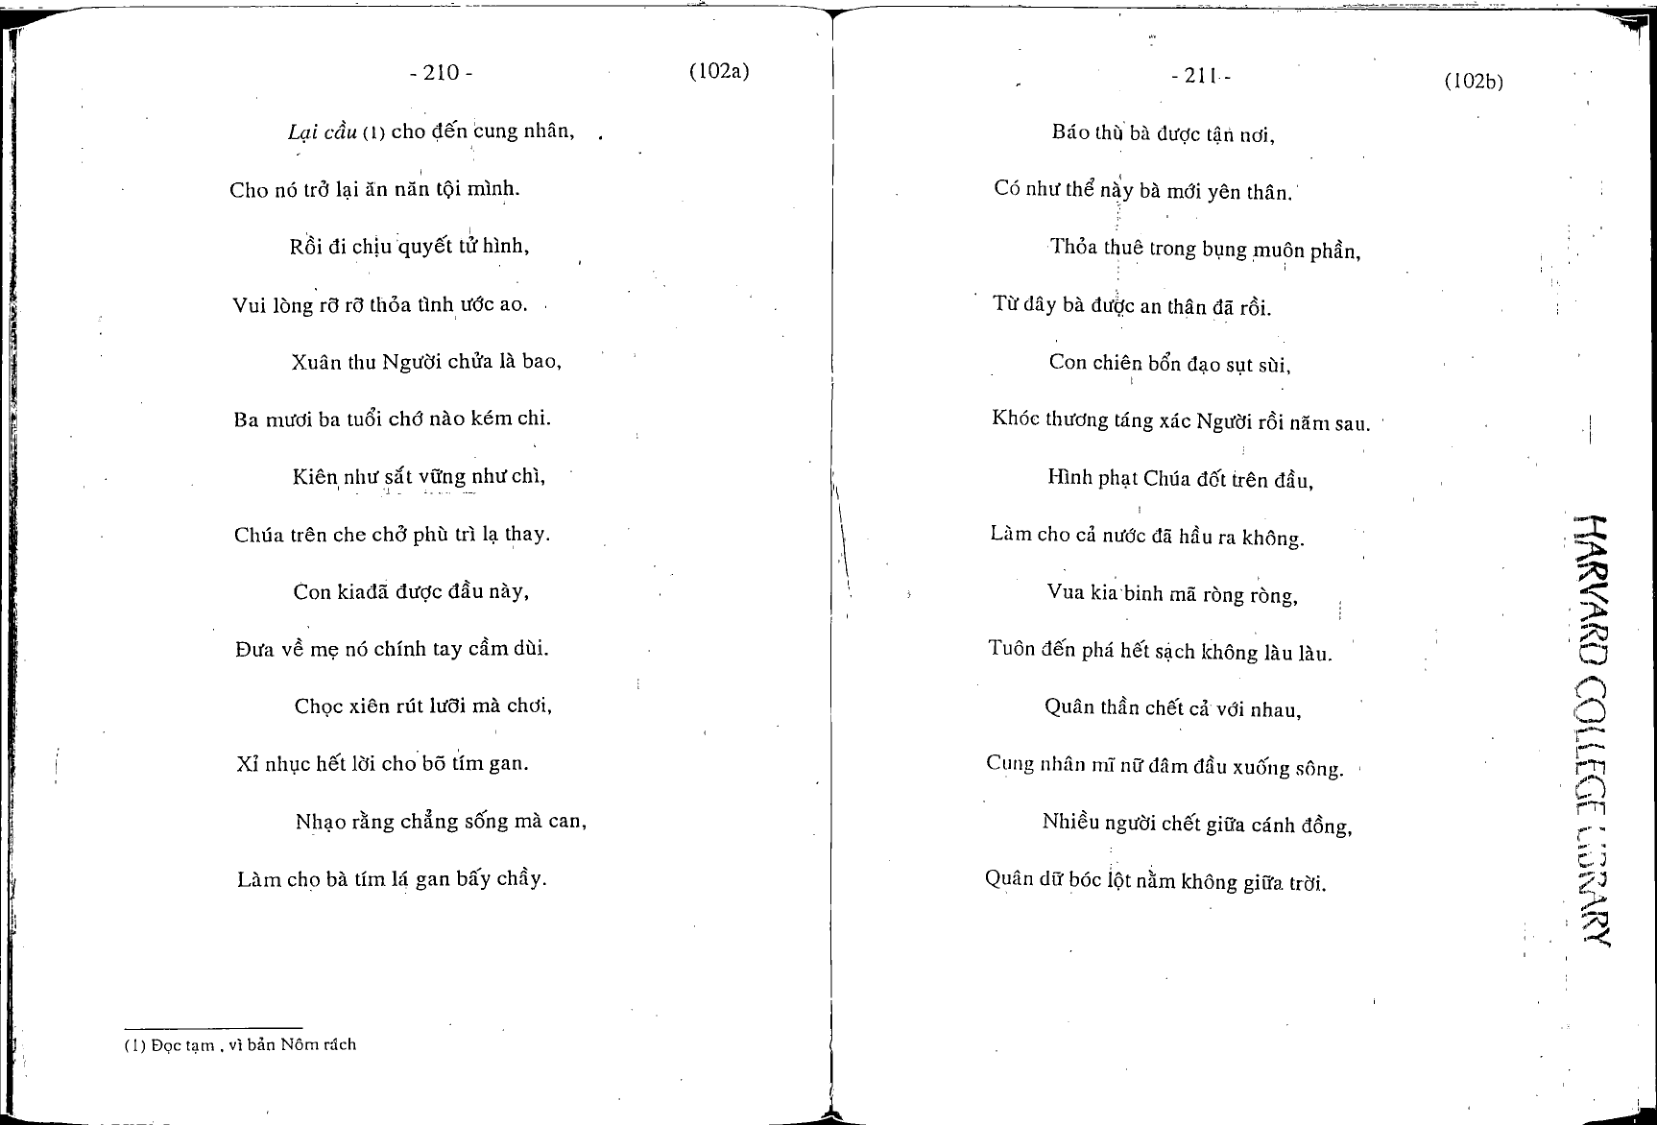 - 210 -
(102a)
Lại cầu (1) cho đến cung nhân,
Cho nó trở lại ăn năn tội mình.
Rồi đi chịu quyết tử hình,
Vui lòng rỡ rỡ thỏa tình ước ao.
Xuân thu Người chửa là bao,
Ba mươi ba tuổi chớ nào kém chi.
Kiên như sắt vững như chì,
Chúa trên che chở phù trì lạ thay.
Con kiađã được đầu này,
Đưa về mẹ nó chính tay cầm dùi.
Chọc xiên rút lưỡi mà chơi,
Xỉ nhục hết lời cho bõ tím gan.
Nhạo rằng chẳng sống mà can,
Làm cho bà tím lá gan bấy chầy.
(1) Đọc tạm , vì bản Nôm rách
- 211 -
(102b)
Báo thù bà được tận nơi,
Có như thể này bà mới yên thân.
Thỏa thuê trong bụng muôn phần,
Từ dây bà được an thân đã rồi.
Con chiên bổn đạo sụt sùi,
Khóc thương táng xác Người rồi năm sau.
Hình phạt Chúa đốt trên đầu,
Làm cho cả nước đã hầu ra không.
Vua kia binh mã ròng ròng,
Tuôn đến phá hết sạch không làu làu.
Quân thần chết cả với nhau,
Cung nhân mĩ nữ đâm đầu xuống sông.
Nhiều người chết giữa cánh đồng,
Quân dữ bóc lột nằm không giữa trời.
HARVARD COLLEGE LIBRARY